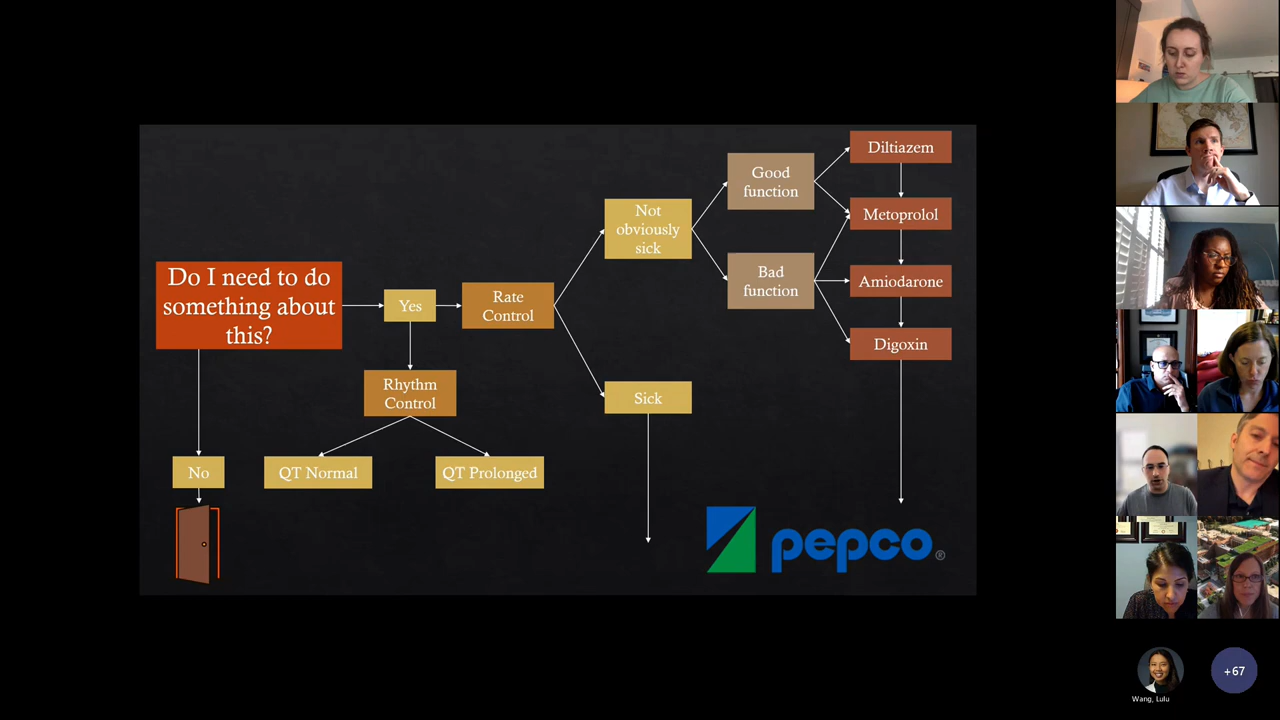 Do I need to do
something about
this?
Yes
No
Rate
Control
Rhythm
Control
QT Normal
QT Prolonged
Not
obviously
sick
Sick
Good
function
Bad
function
Diltiazem
Metoprolol
Amiodarone
Digoxin
pepco®
Wang, Lulu
+67